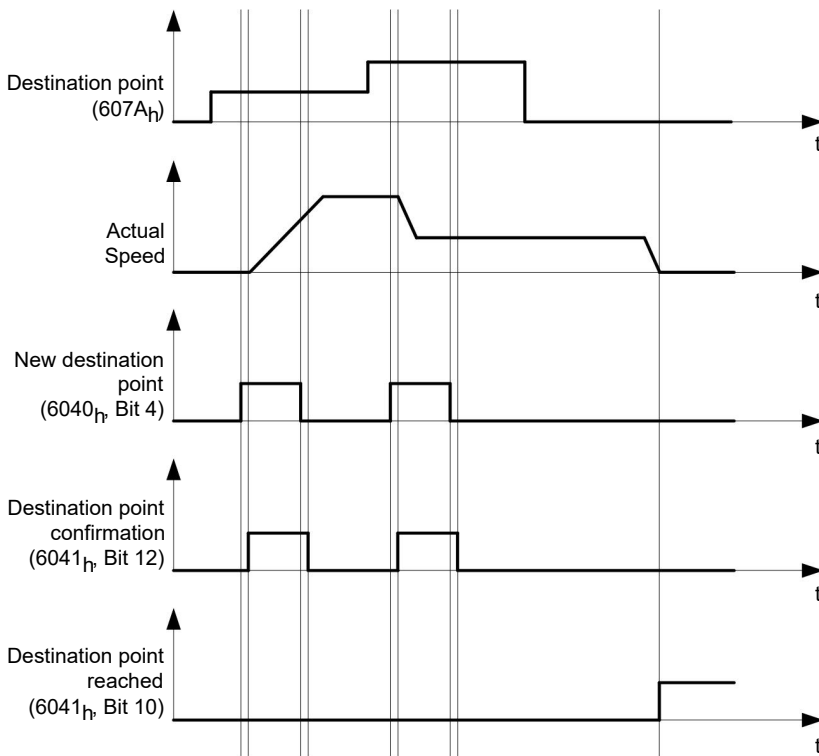 Destination point
(607Ah)
t
Actual
Speed
t
New destination
point
(6040h, Bit 4)
t
Destination point
confirmation
(6041h, Bit 12)
t
Destination point
reached
(6041h, Bit 10)
t